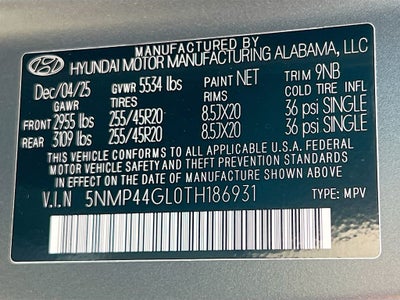 MANUFACTURED BY
HYUNDAI MOTOR MANUFACTURING ALABAMA, LLC
Dec/04/25 GVWR 5534 lbs PAINT NET TRIM 9NB
GAWR TIRES RIMS COLD TIRE INFL
FRONT 2955 lbs 255/45R20 8.5JX20 36 psi SINGLE
REAR 3109 lbs 255/45R20 8.5JX20 36 psi SINGLE
THIS VEHICLE CONFORMS TO ALL APPLICABLE U.S.A. FEDERAL
MOTOR VEHICLE SAFETY AND THEFT PREVENTION STANDARDS
IN EFFECT ON THE DATE OF MANUFACTURE SHOWN ABOVE.
V.I.N 5NMP44GL0TH186931 TYPE: MPV